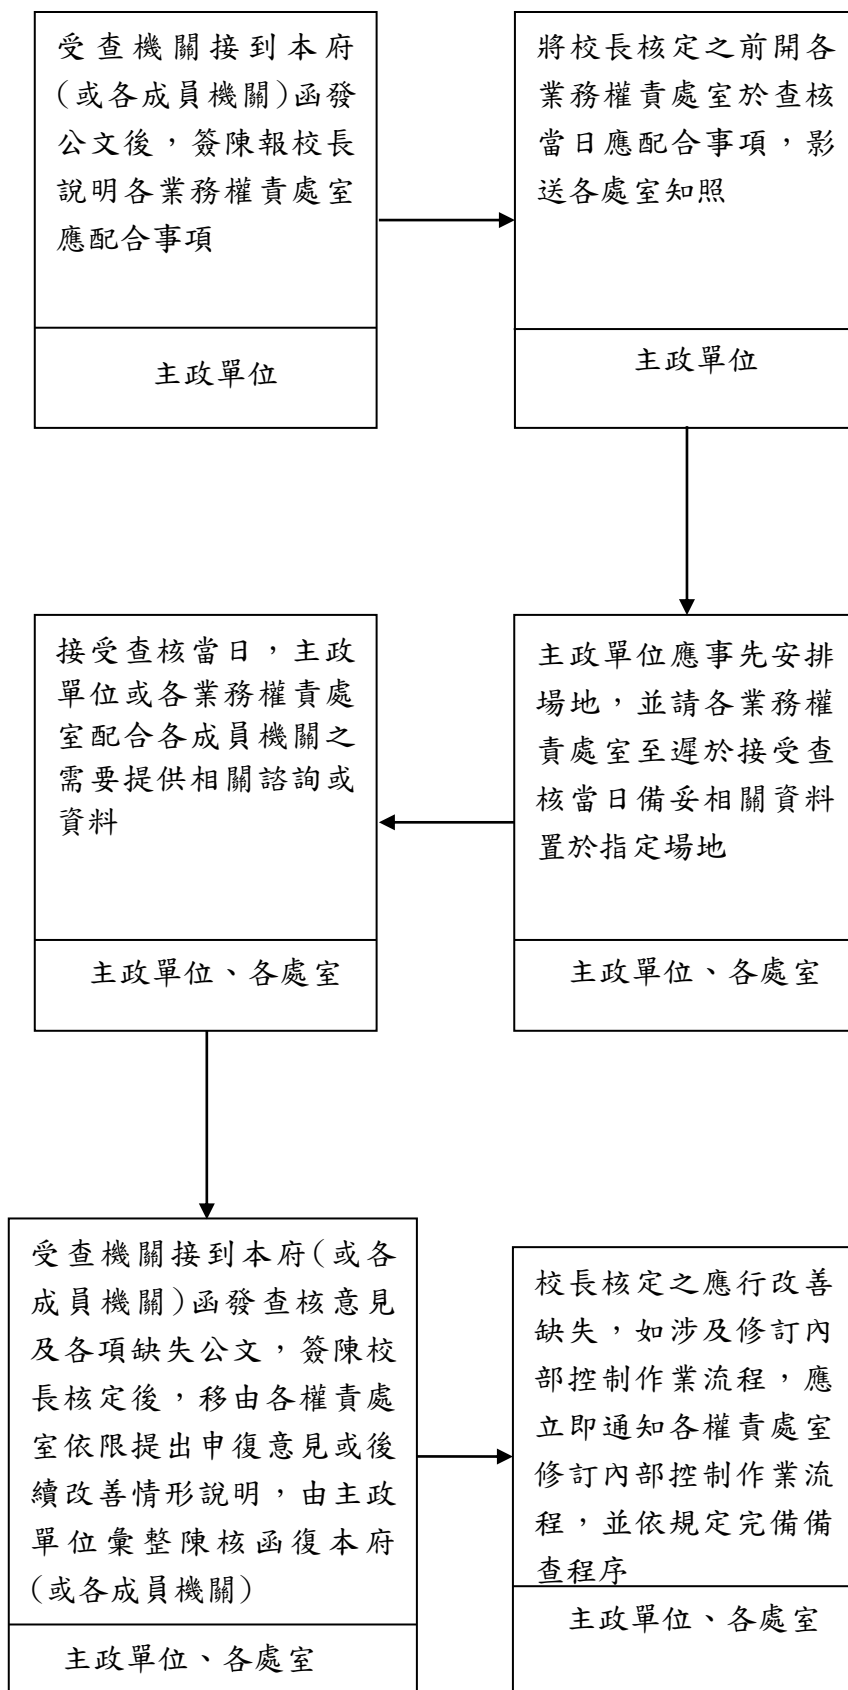 受查機關接到本府
(或各成員機關)函發
公文後，簽陳報校長
說明各業務權責處室
應配合事項
主政單位
將校長核定之前開各
業務權責處室於查核
當日應配合事項，影
送各處室知照
主政單位
主政單位應事先安排
場地，並請各業務權
責處室至遲於接受查
核當日備妥相關資料
置於指定場地
主政單位、各處室
接受查核當日，主政
單位或各業務權責處
室配合各成員機關之
需要提供相關諮詢或
資料
主政單位、各處室
受查機關接到本府(或各
成員機關)函發查核意見
及各項缺失公文，簽陳校
長核定後，移由各權責處
室依限提出申復意見或後
續改善情形說明，由主政
單位彙整陳核函復本府
(或各成員機關)
主政單位、各處室
校長核定之應行改善
缺失，如涉及修訂內
部控制作業流程，應
立即通知各權責處室
修訂內部控制作業流
程，並依規定完備備
查程序
主政單位、各處室